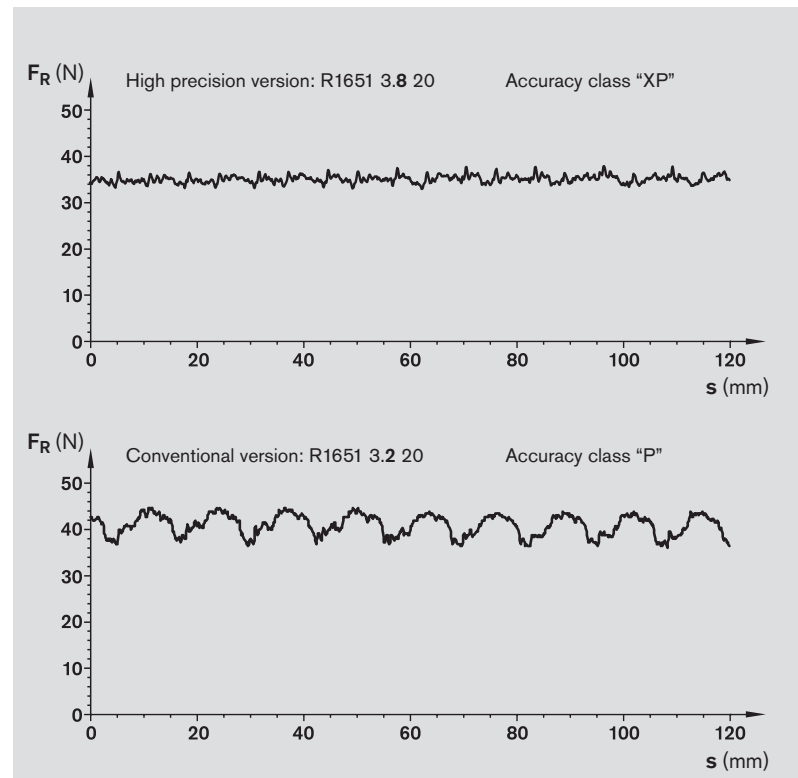 F_R (N) High precision version: R1651 3.8 20 Accuracy class “XP”
50
40
30
20
10
0
0 20 40 60 80 100 120
s (mm)
F_R (N) Conventional version: R1651 3.2 20 Accuracy class “P”
50
40
30
20
10
0
0 20 40 60 80 100 120
s (mm)